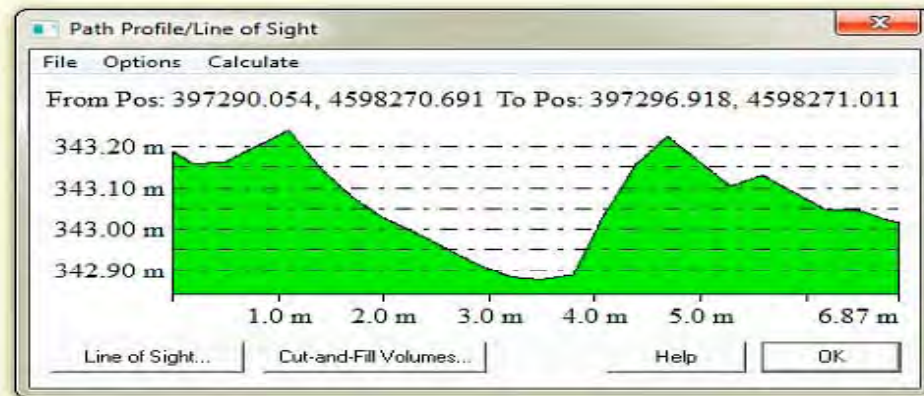 Path Profile/Line of Sight
File Options Calculate
From Pos: 397290.054, 4598270.691 To Pos: 397296.918, 4598271.011
343.20 m
343.10 m
343.00 m
342.90 m
1.0 m 2.0 m 3.0 m 4.0 m 5.0 m 6.87 m
Line of Sight... Cut-and-Fill Volumes... Help OK